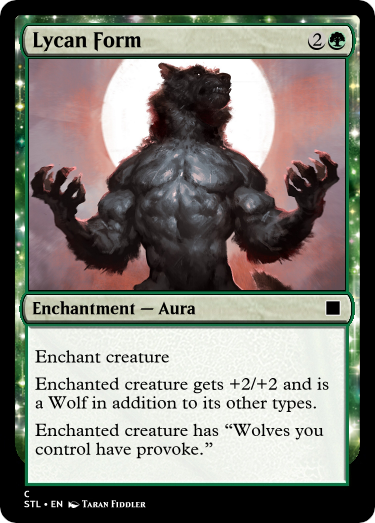 Lycan Form 2
Enchantment — Aura
Enchant creature
Enchanted creature gets +2/+2 and is
a Wolf in addition to its other types.
Enchanted creature has “Wolves you
control have provoke.”
C
STL • EN Taran Fiddler